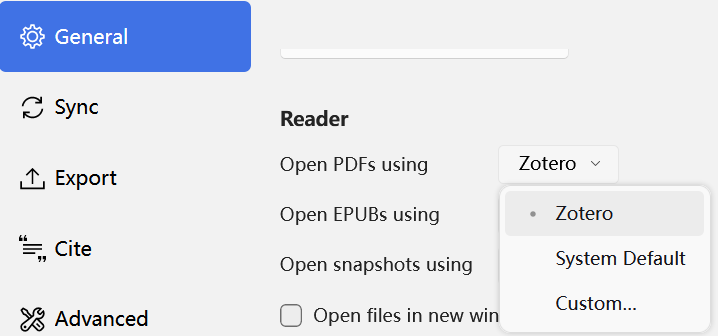 General
Sync
Export
Cite
Advanced
Reader
Open PDFs using Zotero
Open EPUBs using
Open snapshots using
Open files in new win
Zotero
System Default
Custom...